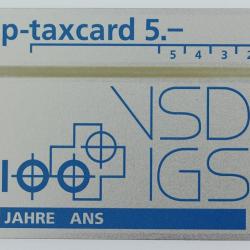 p-taxcard 5.–
5 4 3 2
VSD
100 IGS
JAHRE ANS